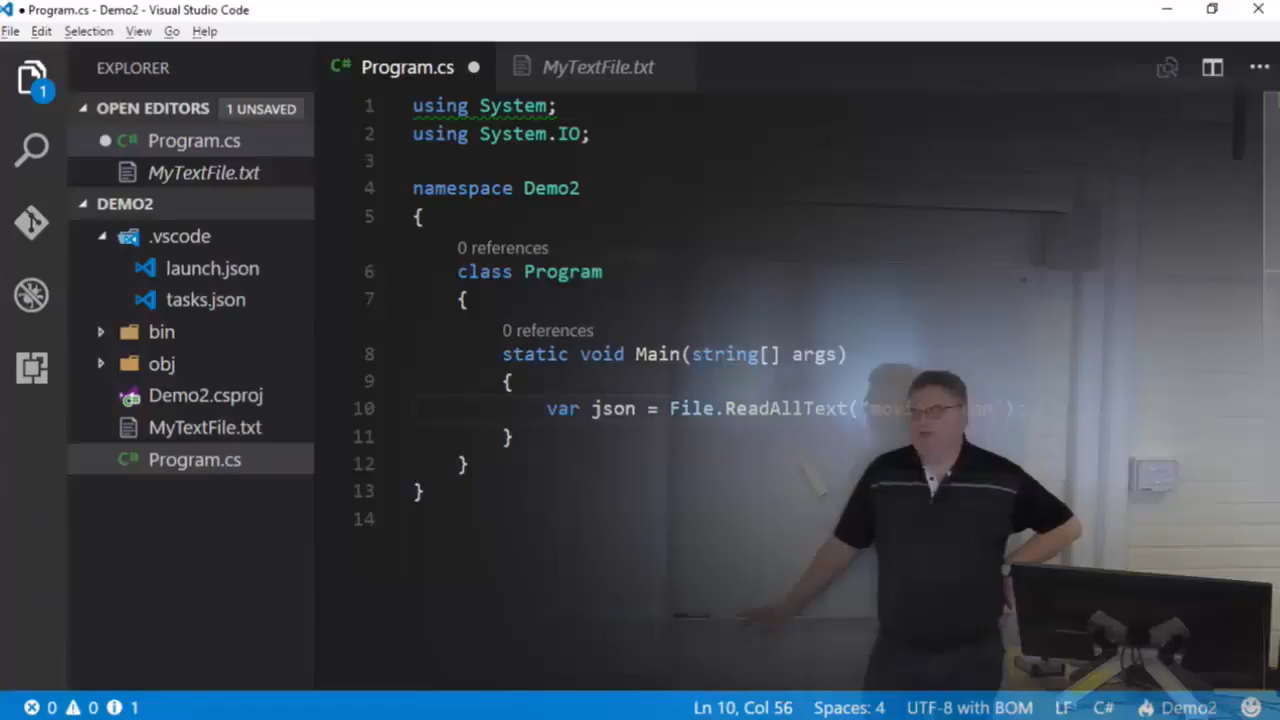 ● Program.cs - Demo2 - Visual Studio Code
File Edit Selection View Go Help
EXPLORER
OPEN EDITORS 1 UNSAVED
● C# Program.cs
MyTextFile.txt
DEMO2
.vscode
launch.json
tasks.json
bin
obj
Demo2.csproj
MyTextFile.txt
C# Program.cs
1
C# Program.cs ● MyTextFile.txt
1 using System;
2 using System.IO;
3
4 namespace Demo2
5 {
0 references
6 class Program
7 {
0 references
8 static void Main(string[] args)
9 {
10 var json = File.ReadAllText(");
11 }
12 }
13 }
14
0 0 1
Ln 10, Col 56 Spaces: 4 UTF-8 with BOM LF C# Demo2